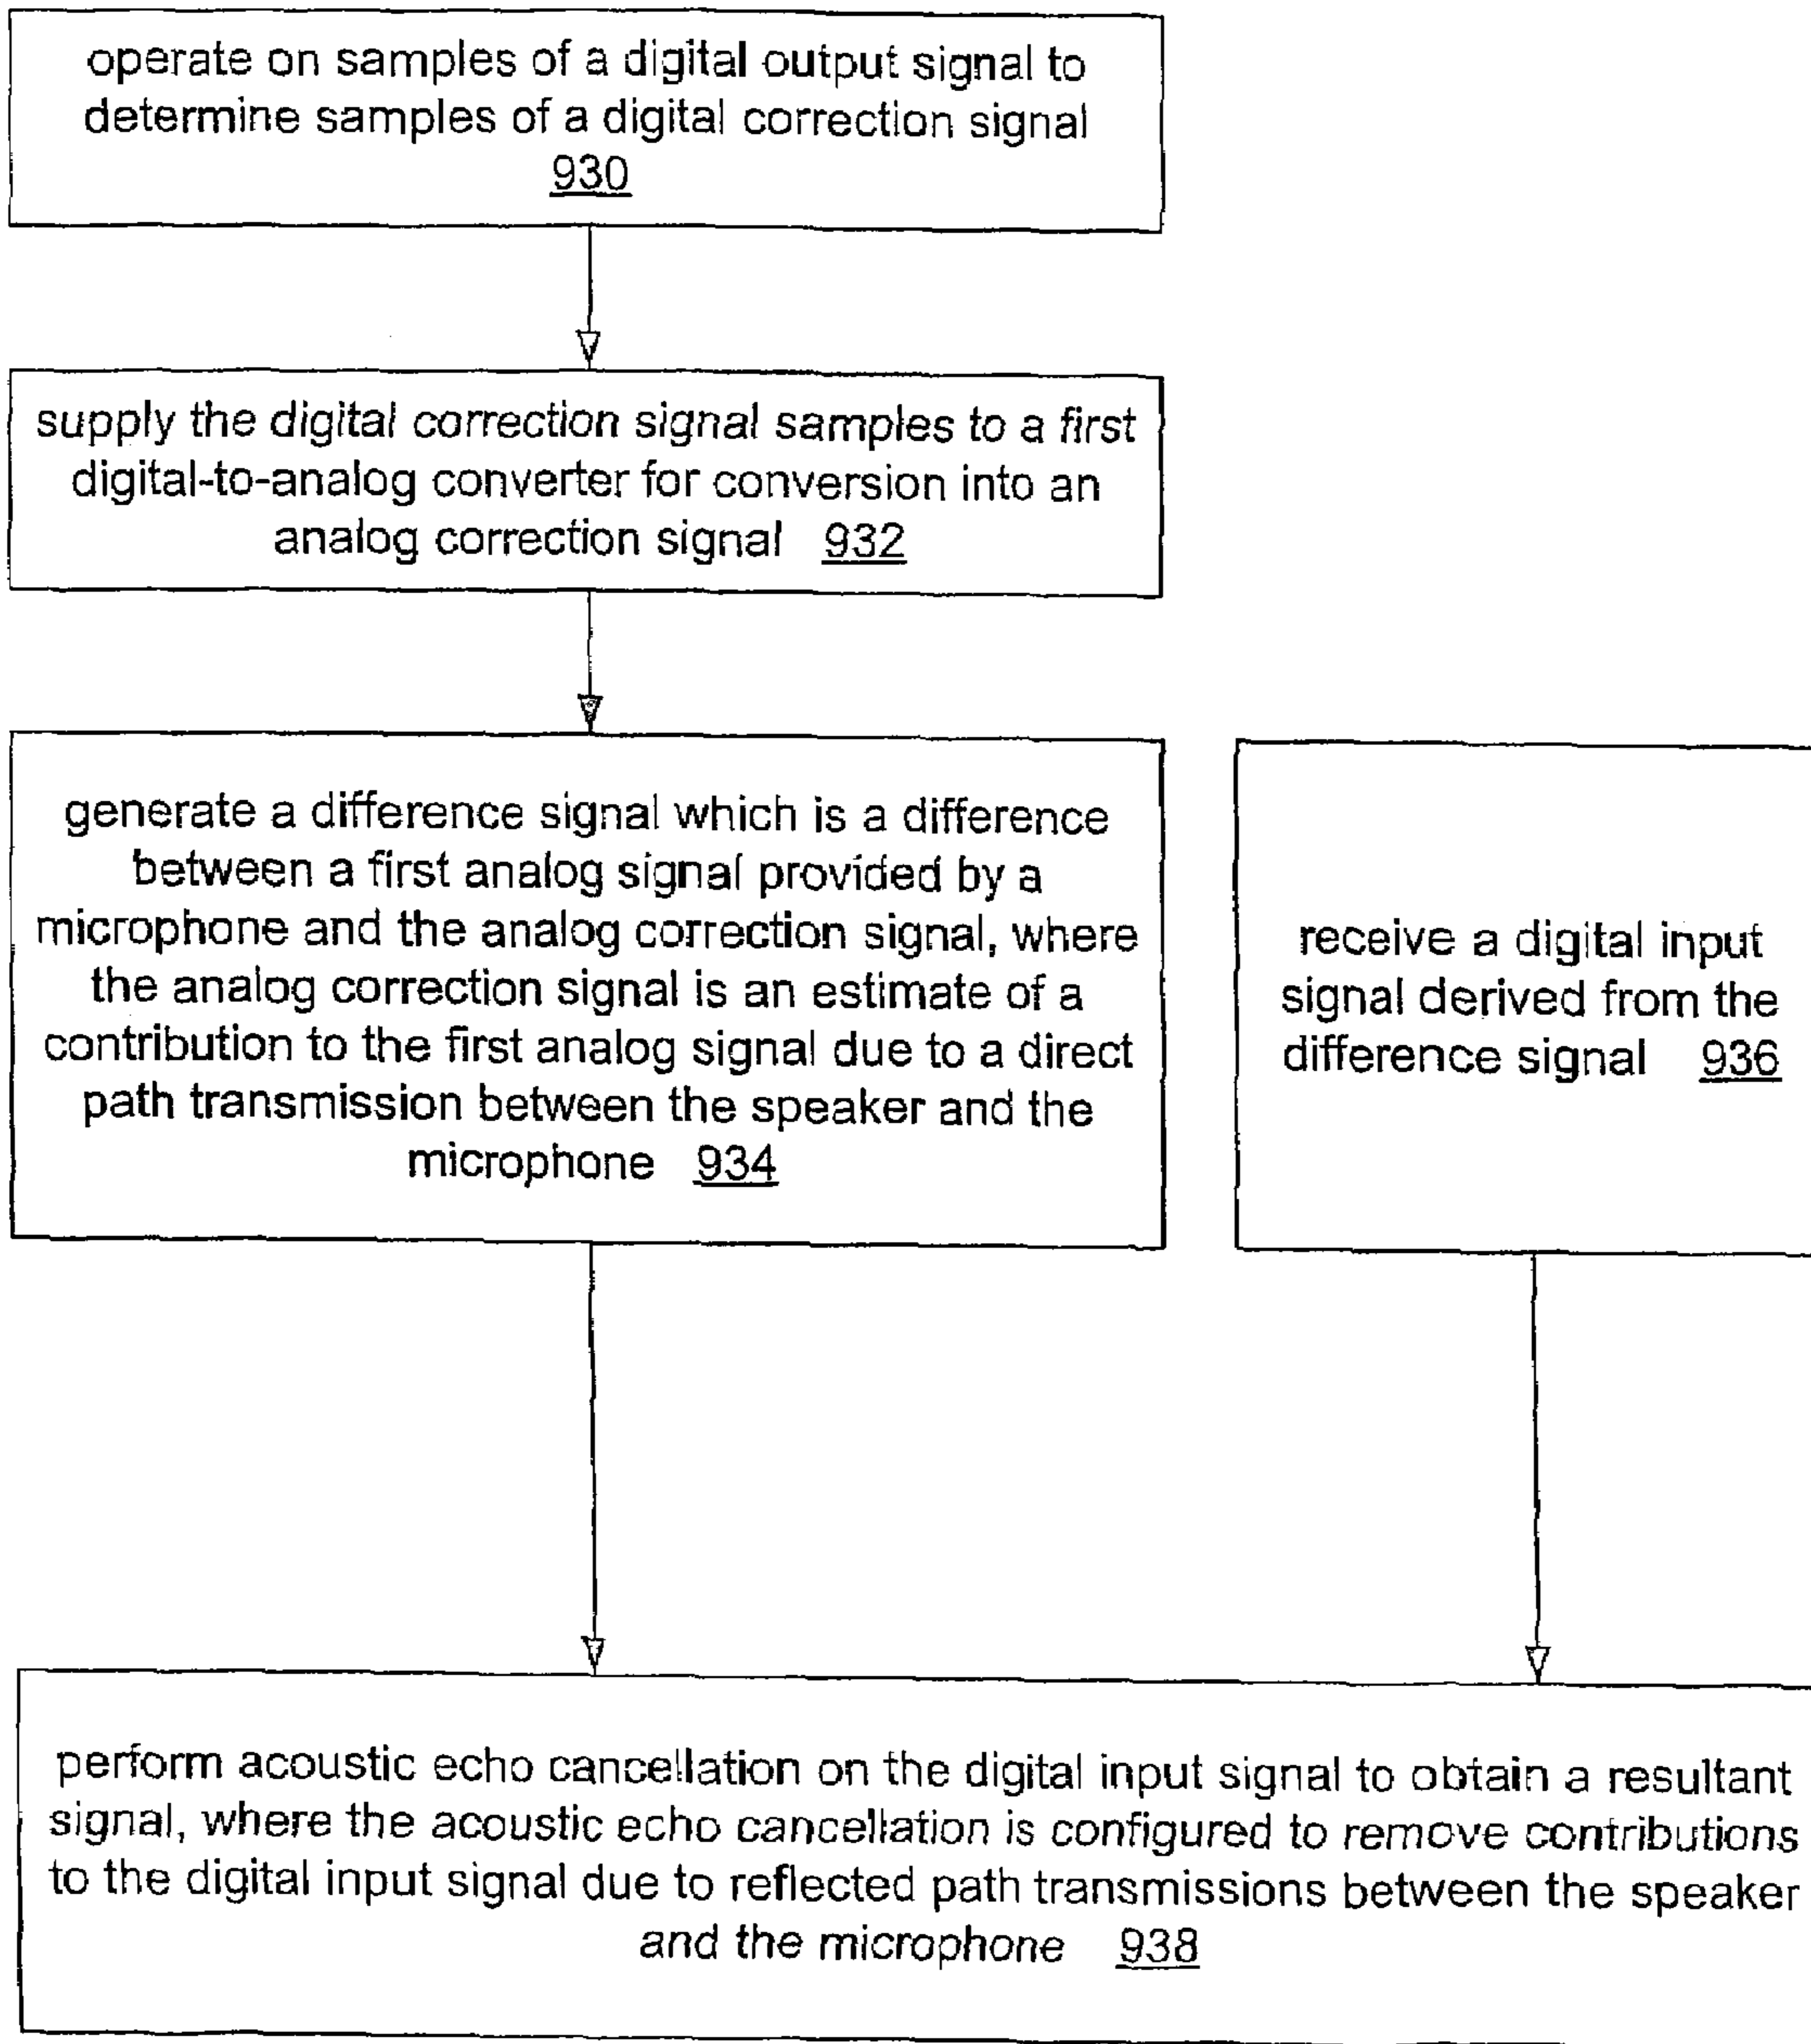 operate on samples of a digital output signal to
determine samples of a digital correction signal
930
supply the digital correction signal samples to a first
digital-to-analog converter for conversion into an
analog correction signal 932
generate a difference signal which is a difference
between a first analog signal provided by a
microphone and the analog correction signal, where
the analog correction signal is an estimate of a
contribution to the first analog signal due to a direct
path transmission between the speaker and the
microphone 934
receive a digital input
signal derived from the
difference signal 936
perform acoustic echo cancellation on the digital input signal to obtain a resultant
signal, where the acoustic echo cancellation is configured to remove contributions
to the digital input signal due to reflected path transmissions between the speaker
and the microphone 938